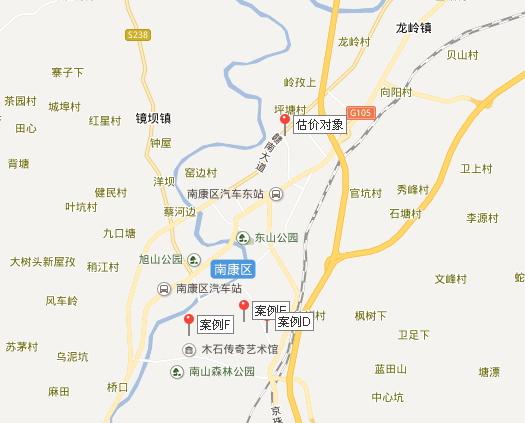 龙岭镇
S238
龙岭村
贝山村
寨子下
岭孜上
向阳村
茶园村
城埠村
坪塘村
G105
红星村
镜坝镇
估价对象
田心
钟屋
赣南大道
背塘
窑边村
卫上村
洋坝
健民村
南康区汽车东站
官坑村
秀峰村
叶坑村
蔡河边
石塘村
李源村
九口塘
东山公园
大树头新屋孜
稍江村
旭山公园
南康区
文峰村
蛇
南康区汽车站
风车岭
案例F
案例E
案例D
村
枫树下
卫足下
苏茅村
乌泥坑
木石传奇艺术馆
南山森林公园
蓝田山
塘漂
麻田
桥口
中心坑
京珠